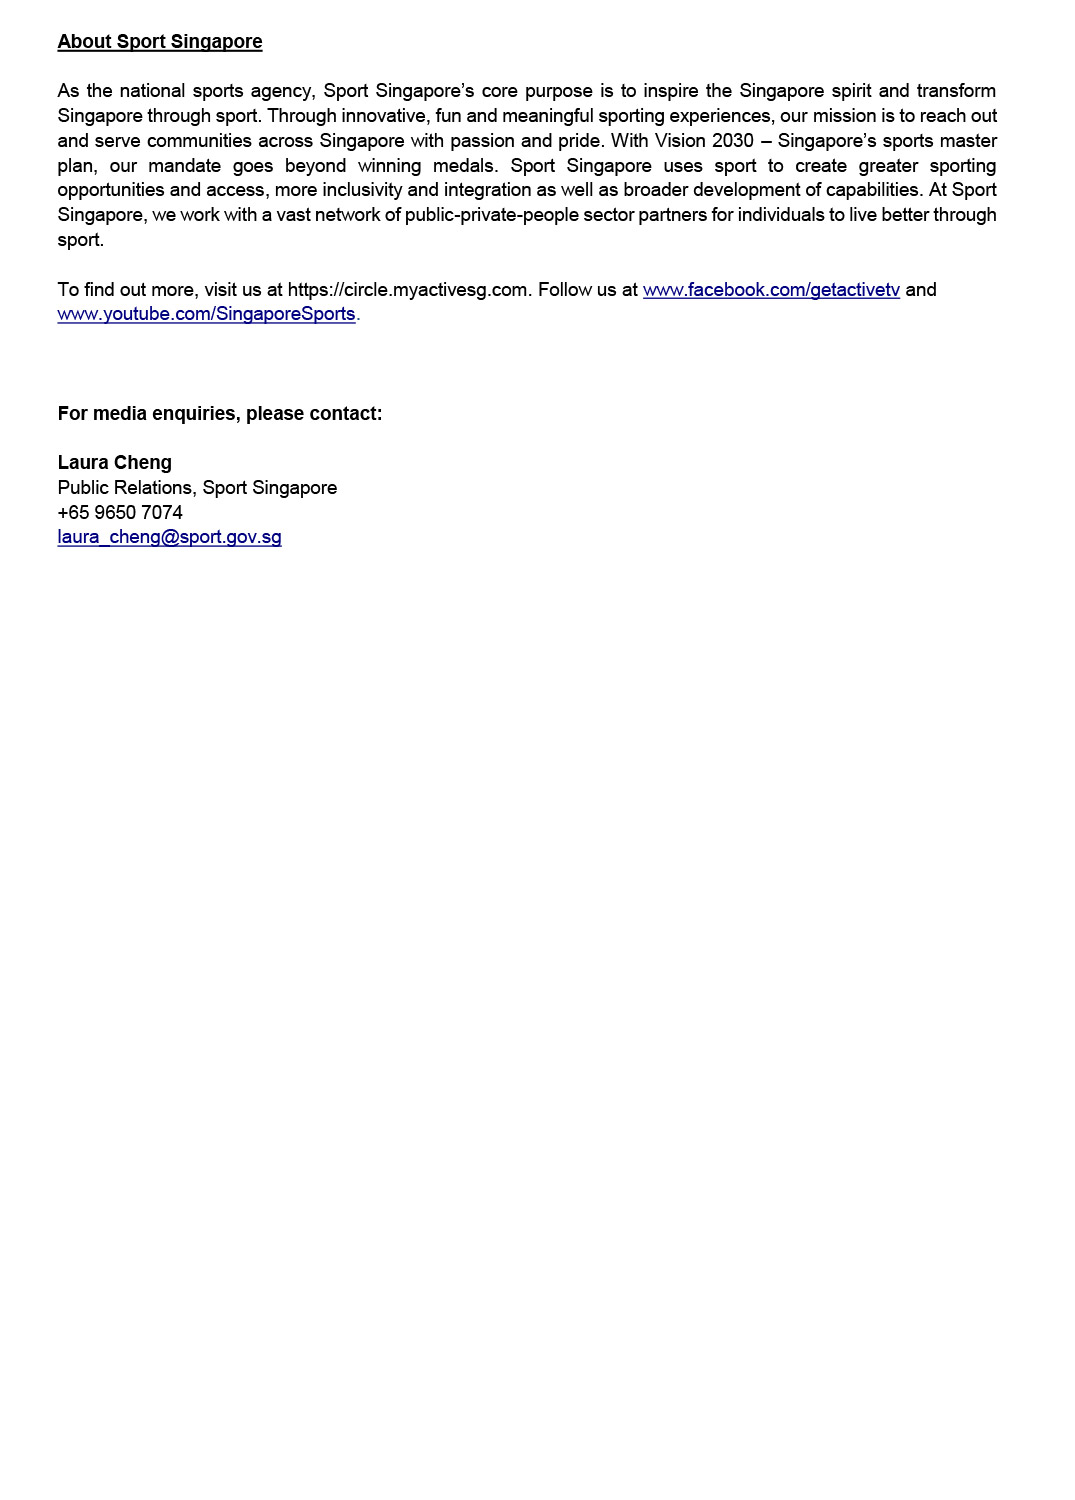 About Sport Singapore
As the national sports agency, Sport Singapore’s core purpose is to inspire the Singapore spirit and transform
Singapore through sport. Through innovative, fun and meaningful sporting experiences, our mission is to reach out
and serve communities across Singapore with passion and pride. With Vision 2030 – Singapore’s sports master
plan, our mandate goes beyond winning medals. Sport Singapore uses sport to create greater sporting
opportunities and access, more inclusivity and integration as well as broader development of capabilities. At Sport
Singapore, we work with a vast network of public-private-people sector partners for individuals to live better through
sport.
To find out more, visit us at https://circle.myactivesg.com. Follow us at www.facebook.com/getactivetv and
www.youtube.com/SingaporeSports.
For media enquiries, please contact:
Laura Cheng
Public Relations, Sport Singapore
+65 9650 7074
laura_cheng@sport.gov.sg